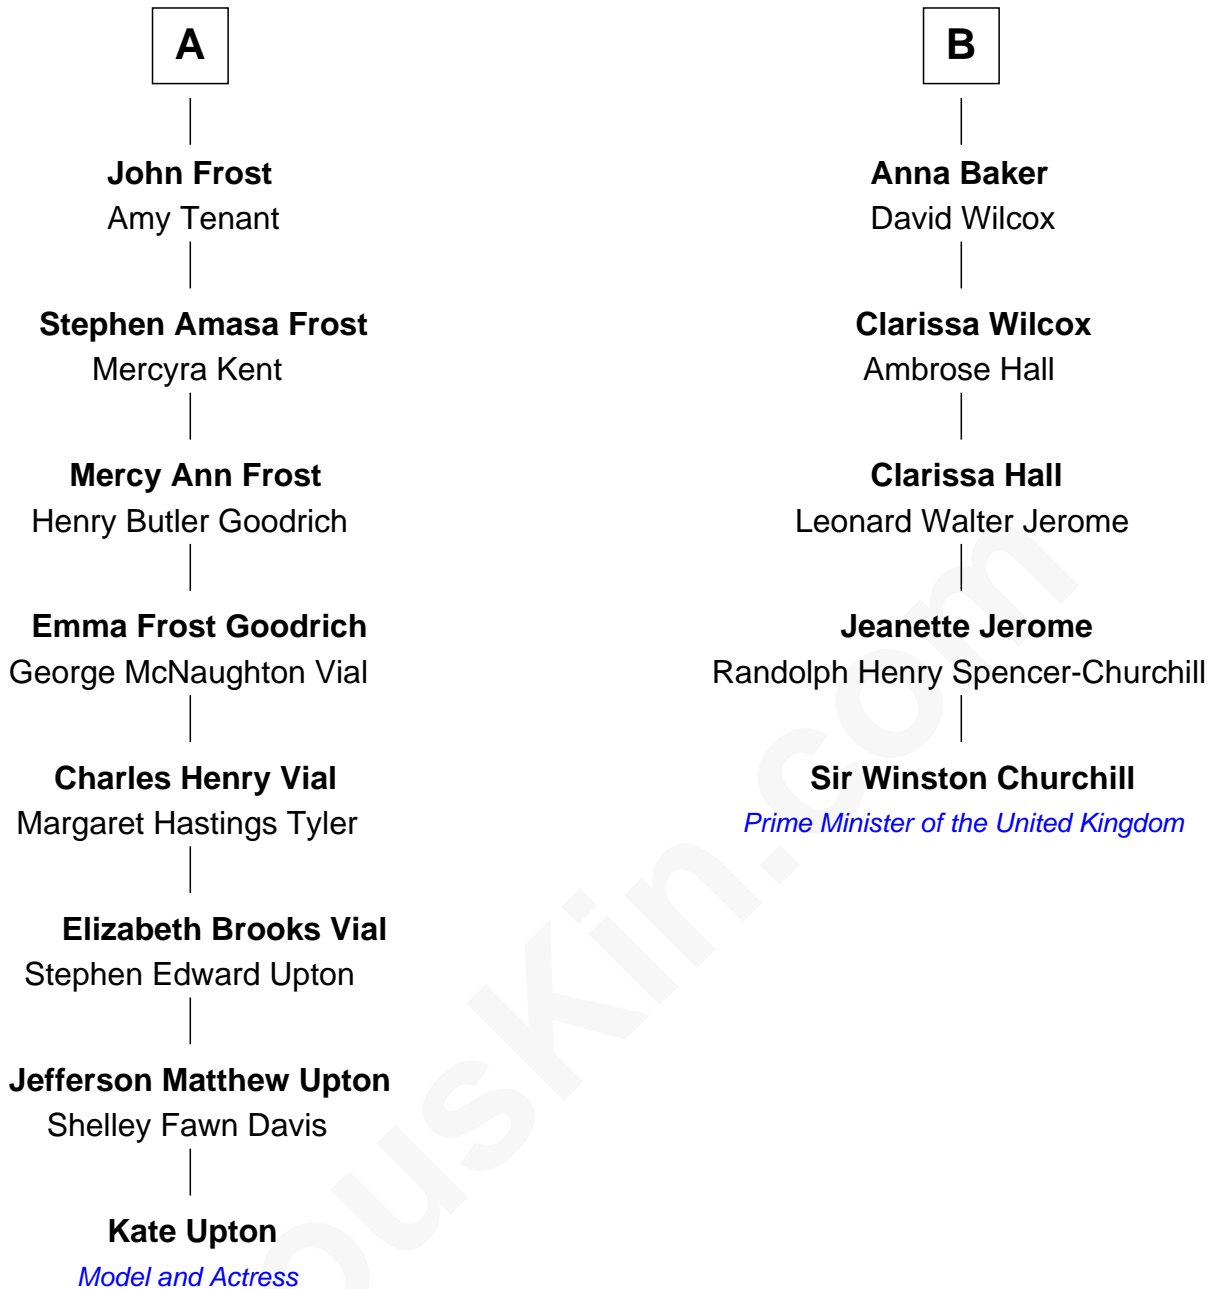 A
John Frost
Amy Tenant
Stephen Amasa Frost
Mercyra Kent
Mercy Ann Frost
Henry Butler Goodrich
Emma Frost Goodrich
George McNaughton Vial
Charles Henry Vial
Margaret Hastings Tyler
Elizabeth Brooks Vial
Stephen Edward Upton
Jefferson Matthew Upton
Shelley Fawn Davis
Kate Upton
Model and Actress
B
Anna Baker
David Wilcox
Clarissa Wilcox
Ambrose Hall
Clarissa Hall
Leonard Walter Jerome
Jeanette Jerome
Randolph Henry Spencer-Churchill
Sir Winston Churchill
Prime Minister of the United Kingdom
ousKin.com